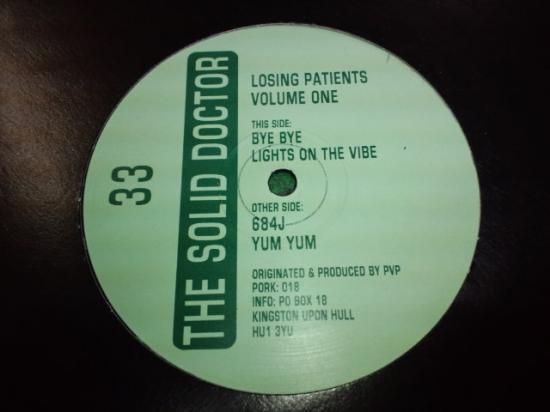 33
THE SOLID DOCTOR
LOSING PATIENTS
VOLUME ONE
THIS SIDE:
BYE BYE
LIGHTS ON THE VIBE
OTHER SIDE:
684J
YUM YUM
ORIGINATED & PRODUCED BY PVP
PORK: 018
INFO: PO BOX 18
KINGSTON UPON HULL
HU1 3YU